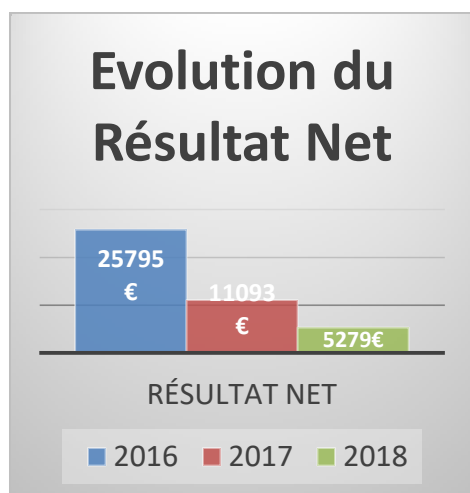 Evolution du
Résultat Net
25795
€
11093
€
5279€
RÉSULTAT NET
2016 2017 2018